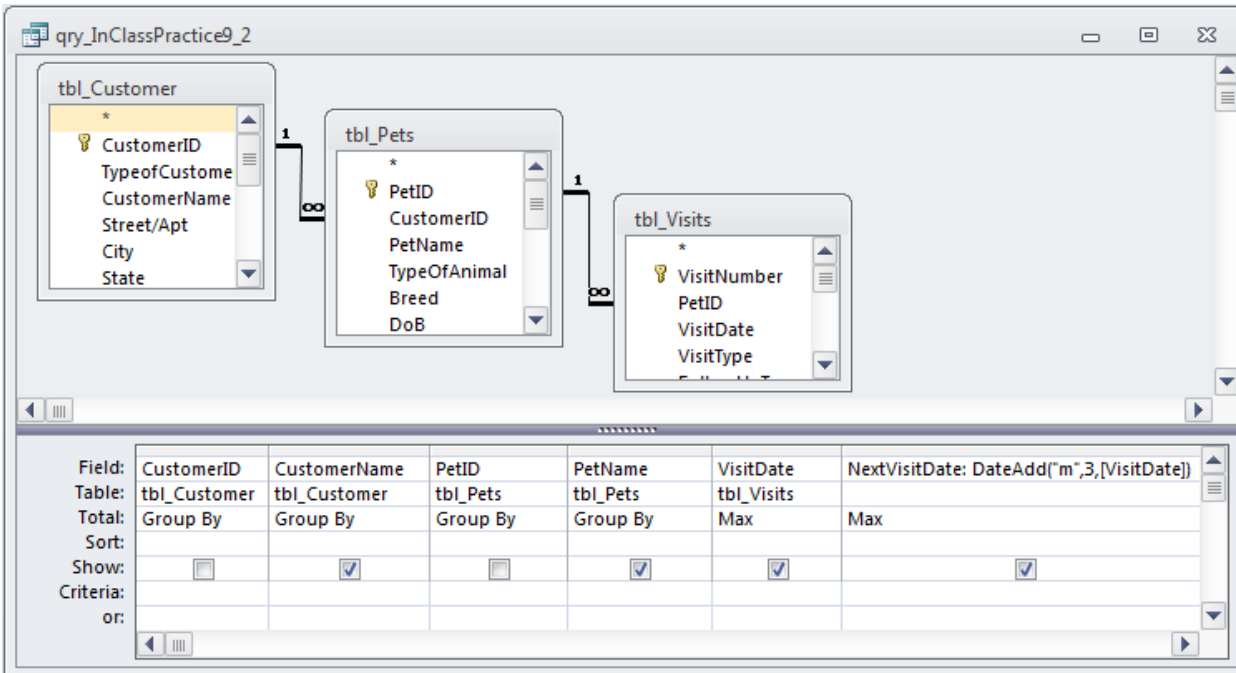 qry_InClassPractice9_2
tbl_Customer
*
CustomerID
TypeofCustome
CustomerName
Street/Apt
City
State
1
∞
tbl_Pets
*
PetID
CustomerID
PetName
TypeOfAnimal
Breed
DoB
1
∞
tbl_Visits
*
VisitNumber
PetID
VisitDate
VisitType
Field: CustomerID CustomerName PetID PetName VisitDate NextVisitDate: DateAdd("m",3,[VisitDate])
Table: tbl_Customer tbl_Customer tbl_Pets tbl_Pets tbl_Visits
Total: Group By Group By Group By Group By Max Max
Sort:
Show:
Criteria:
or: